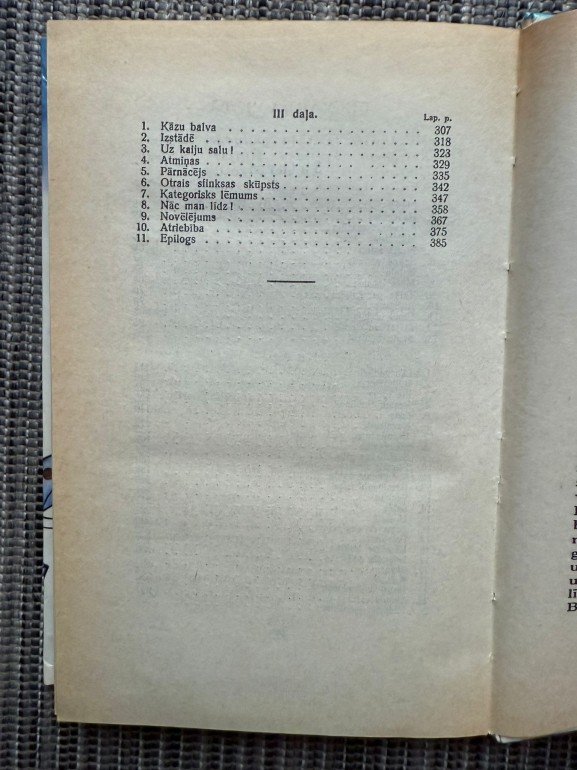 III daļa.
Lap. p.
1. Kāzu balva . . . . . . . . . . . . . . . . 307
2. Izstādē . . . . . . . . . . . . . . . . 318
3. Uz kaiju salu! . . . . . . . . . . . . . . . 323
4. Atmiņas . . . . . . . . . . . . . . . . 329
5. Pārnācējs . . . . . . . . . . . . . . . . 335
6. Otrais sfinksas skūpsts . . . . . . . . . . 342
7. Kategorisks lēmums . . . . . . . . . . . . 347
8. Nāc man līdz! . . . . . . . . . . . . . . 358
9. Novēlējums . . . . . . . . . . . . . . . 367
10. Atriebība . . . . . . . . . . . . . . . . 375
11. Epilogs . . . . . . . . . . . . . . . . . 385